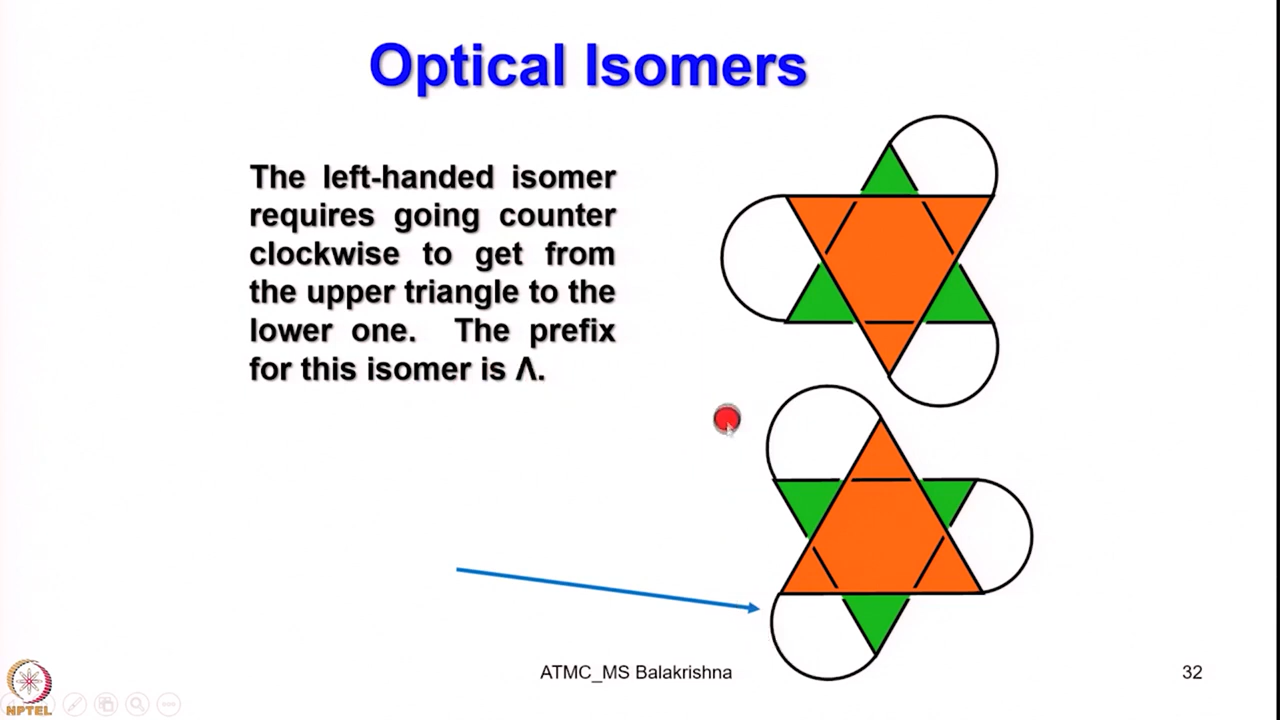 Optical Isomers
The left-handed isomer
requires going counter
clockwise to get from
the upper triangle to the
lower one. The prefix
for this isomer is Λ.
ATMC_MS Balakrishna
32
NPTEL